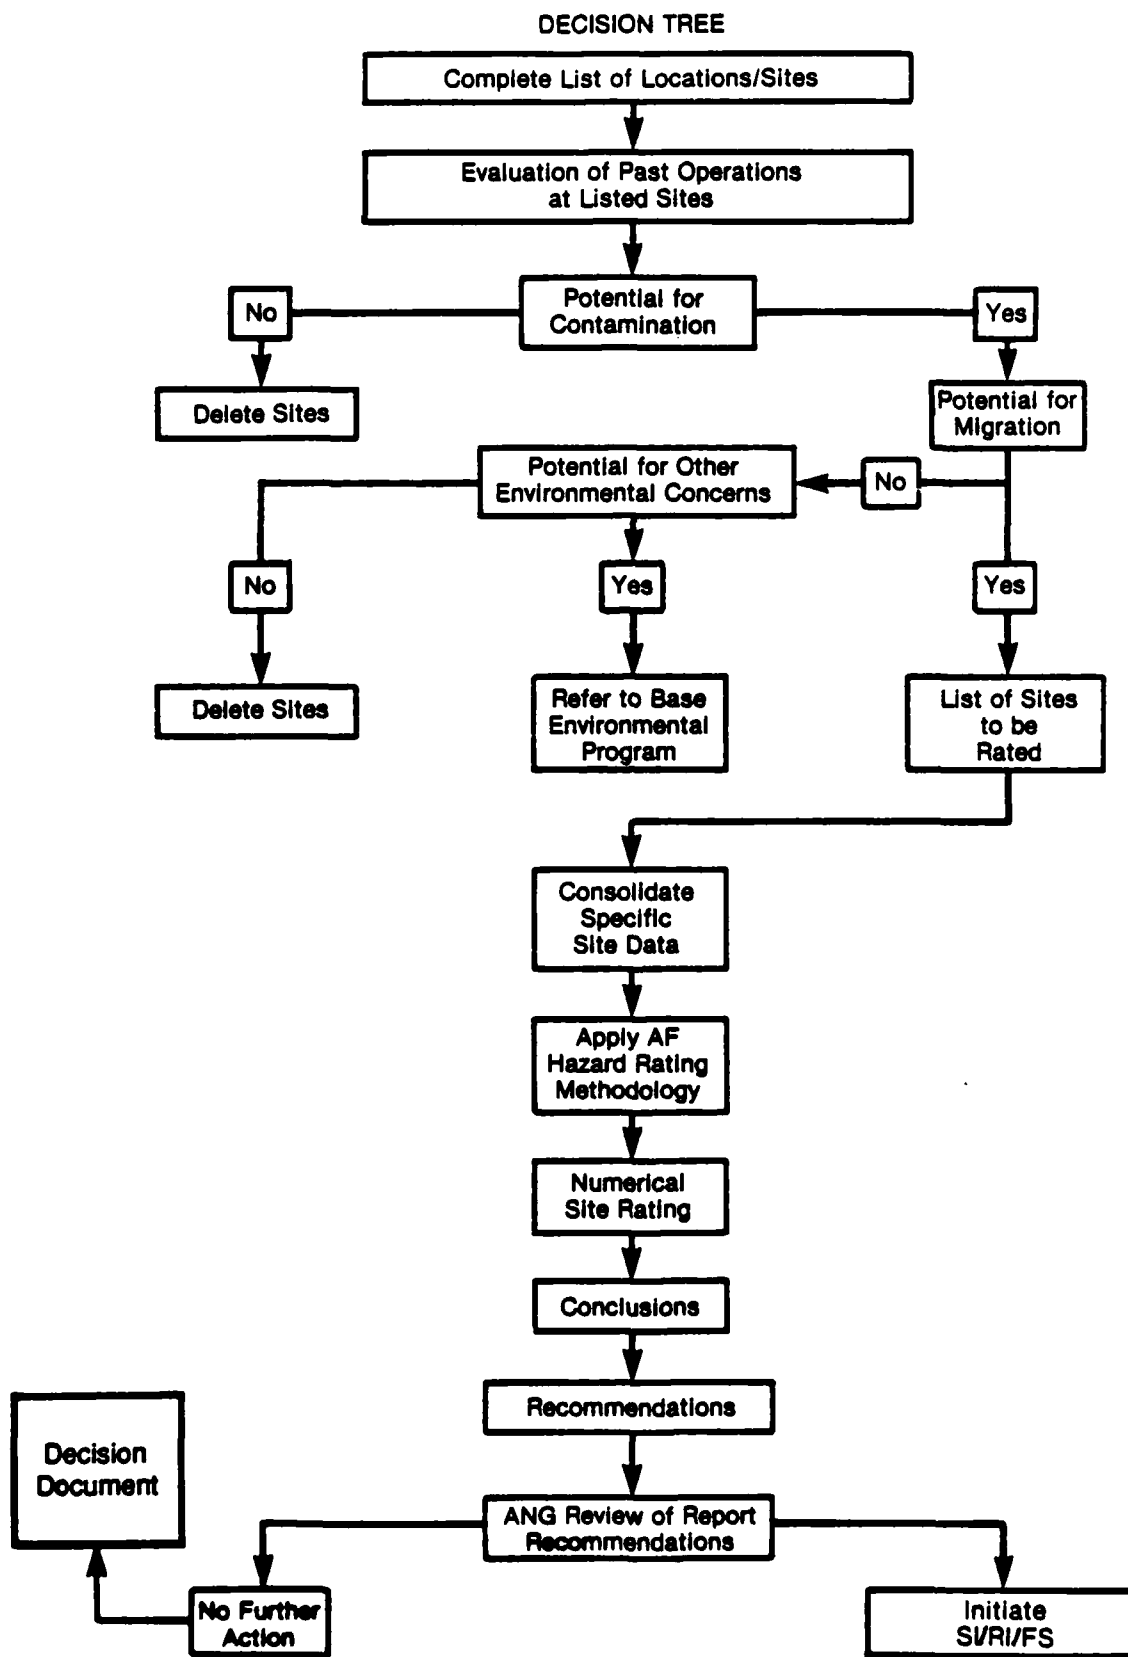 DECISION TREE
Complete List of Locations/Sites
Evaluation of Past Operations
at Listed Sites
Potential for
Contamination
No
Yes
Delete Sites
Potential for
Migration
Potential for Other
Environmental Concerns
No
No
Yes
Yes
Delete Sites
Refer to Base
Environmental
Program
List of Sites
to be
Rated
Consolidate
Specific
Site Data
Apply AF
Hazard Rating
Methodology
Numerical
Site Rating
Conclusions
Recommendations
Decision
Document
ANG Review of Report
Recommendations
No Further
Action
Initiate
SI/RI/FS